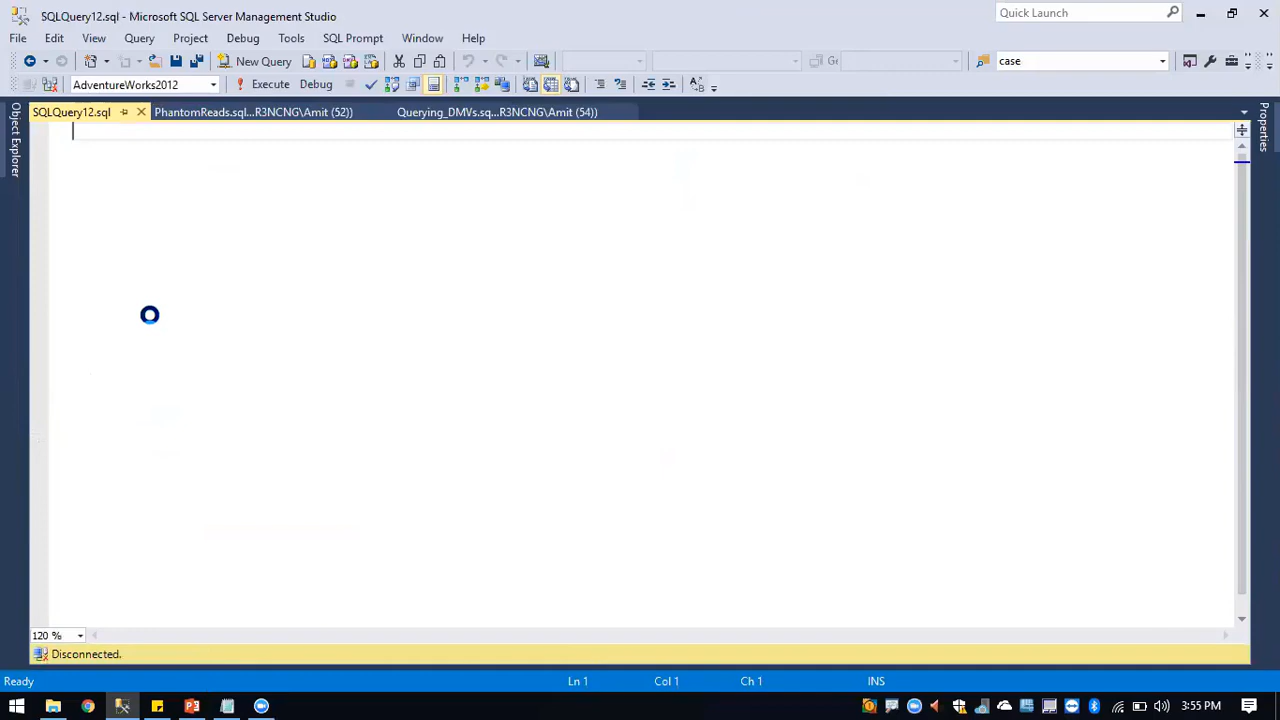 SQLQuery12.sql - Microsoft SQL Server Management Studio
Quick Launch
File Edit View Query Project Debug Tools SQL Prompt Window Help
New Query
case
AdventureWorks2012
Execute Debug
SQLQuery12.sql
PhantomReads.sql...R3NCNG\Amit (52))
Querying_DMVs.sq...R3NCNG\Amit (54))
Object Explorer
Properties
120 %
Disconnected.
Ready
Ln 1
Col 1
Ch 1
INS
3:55 PM